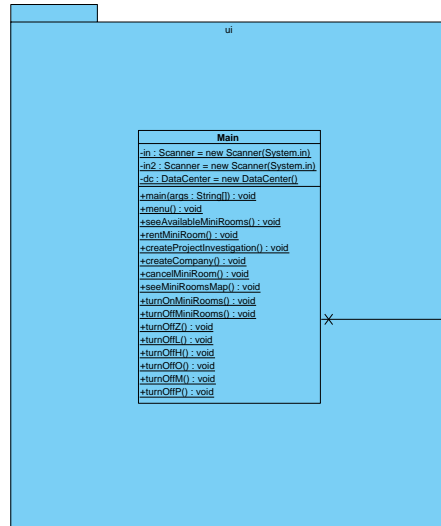 ui
Main
-in : Scanner = new Scanner(System.in)
-in2 : Scanner = new Scanner(System.in)
-dc : DataCenter = new DataCenter()
+main(args : String[]) : void
+menu() : void
+seeAvailableMiniRooms() : void
+rentMiniRoom() : void
+createProjectInvestigation() : void
+createCompany() : void
+cancelMiniRoom() : void
+seeMiniRoomsMap() : void
+turnOnMiniRooms() : void
+turnOffMiniRooms() : void
+turnOffZ() : void
+turnOffL() : void
+turnOffH() : void
+turnOffO() : void
+turnOffM() : void
+turnOffP() : void